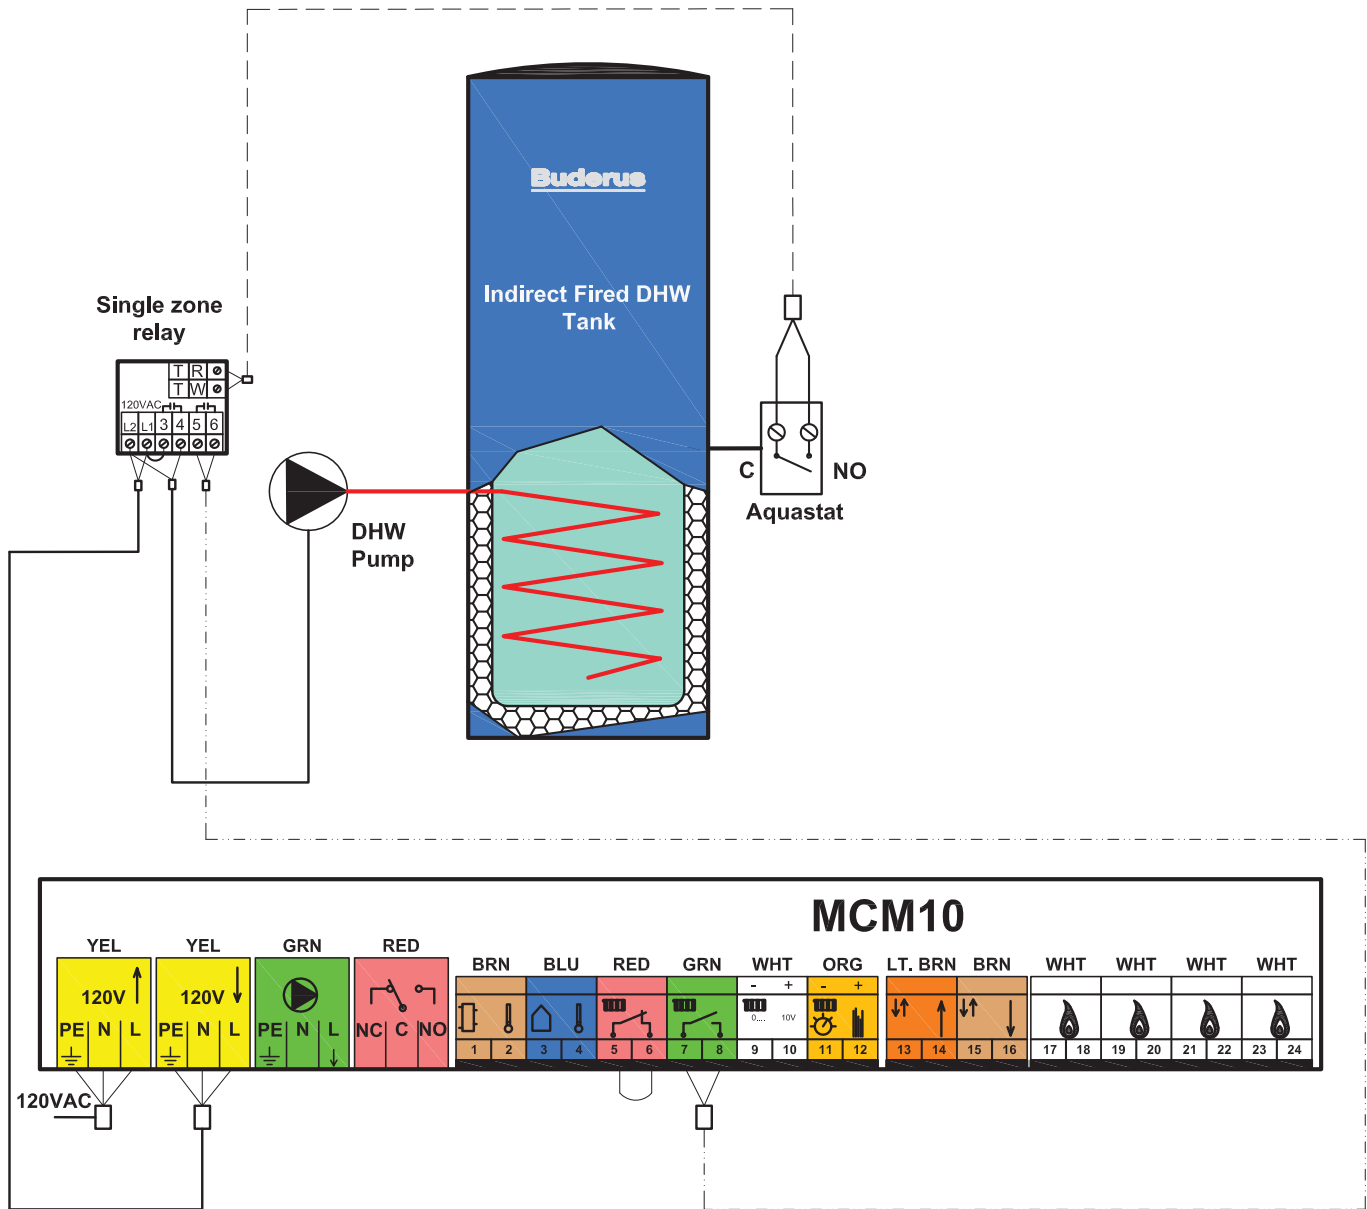 Buderus
Indirect Fired DHW
Tank
Single zone
relay
T R
T W
120VAC
L2 L1 3 4 5 6
DHW
Pump
C NO
Aquastat
MCM10
YEL YEL GRN RED
BRN BLU RED GRN WHT ORG LT. BRN BRN WHT WHT WHT WHT
- + - +
120V 120V
0.... 10V
PE N L PE N L PE N L NC C NO
1 2 3 4 5 6 7 8 9 10 11 12 13 14 15 16 17 18 19 20 21 22 23 24
120VAC